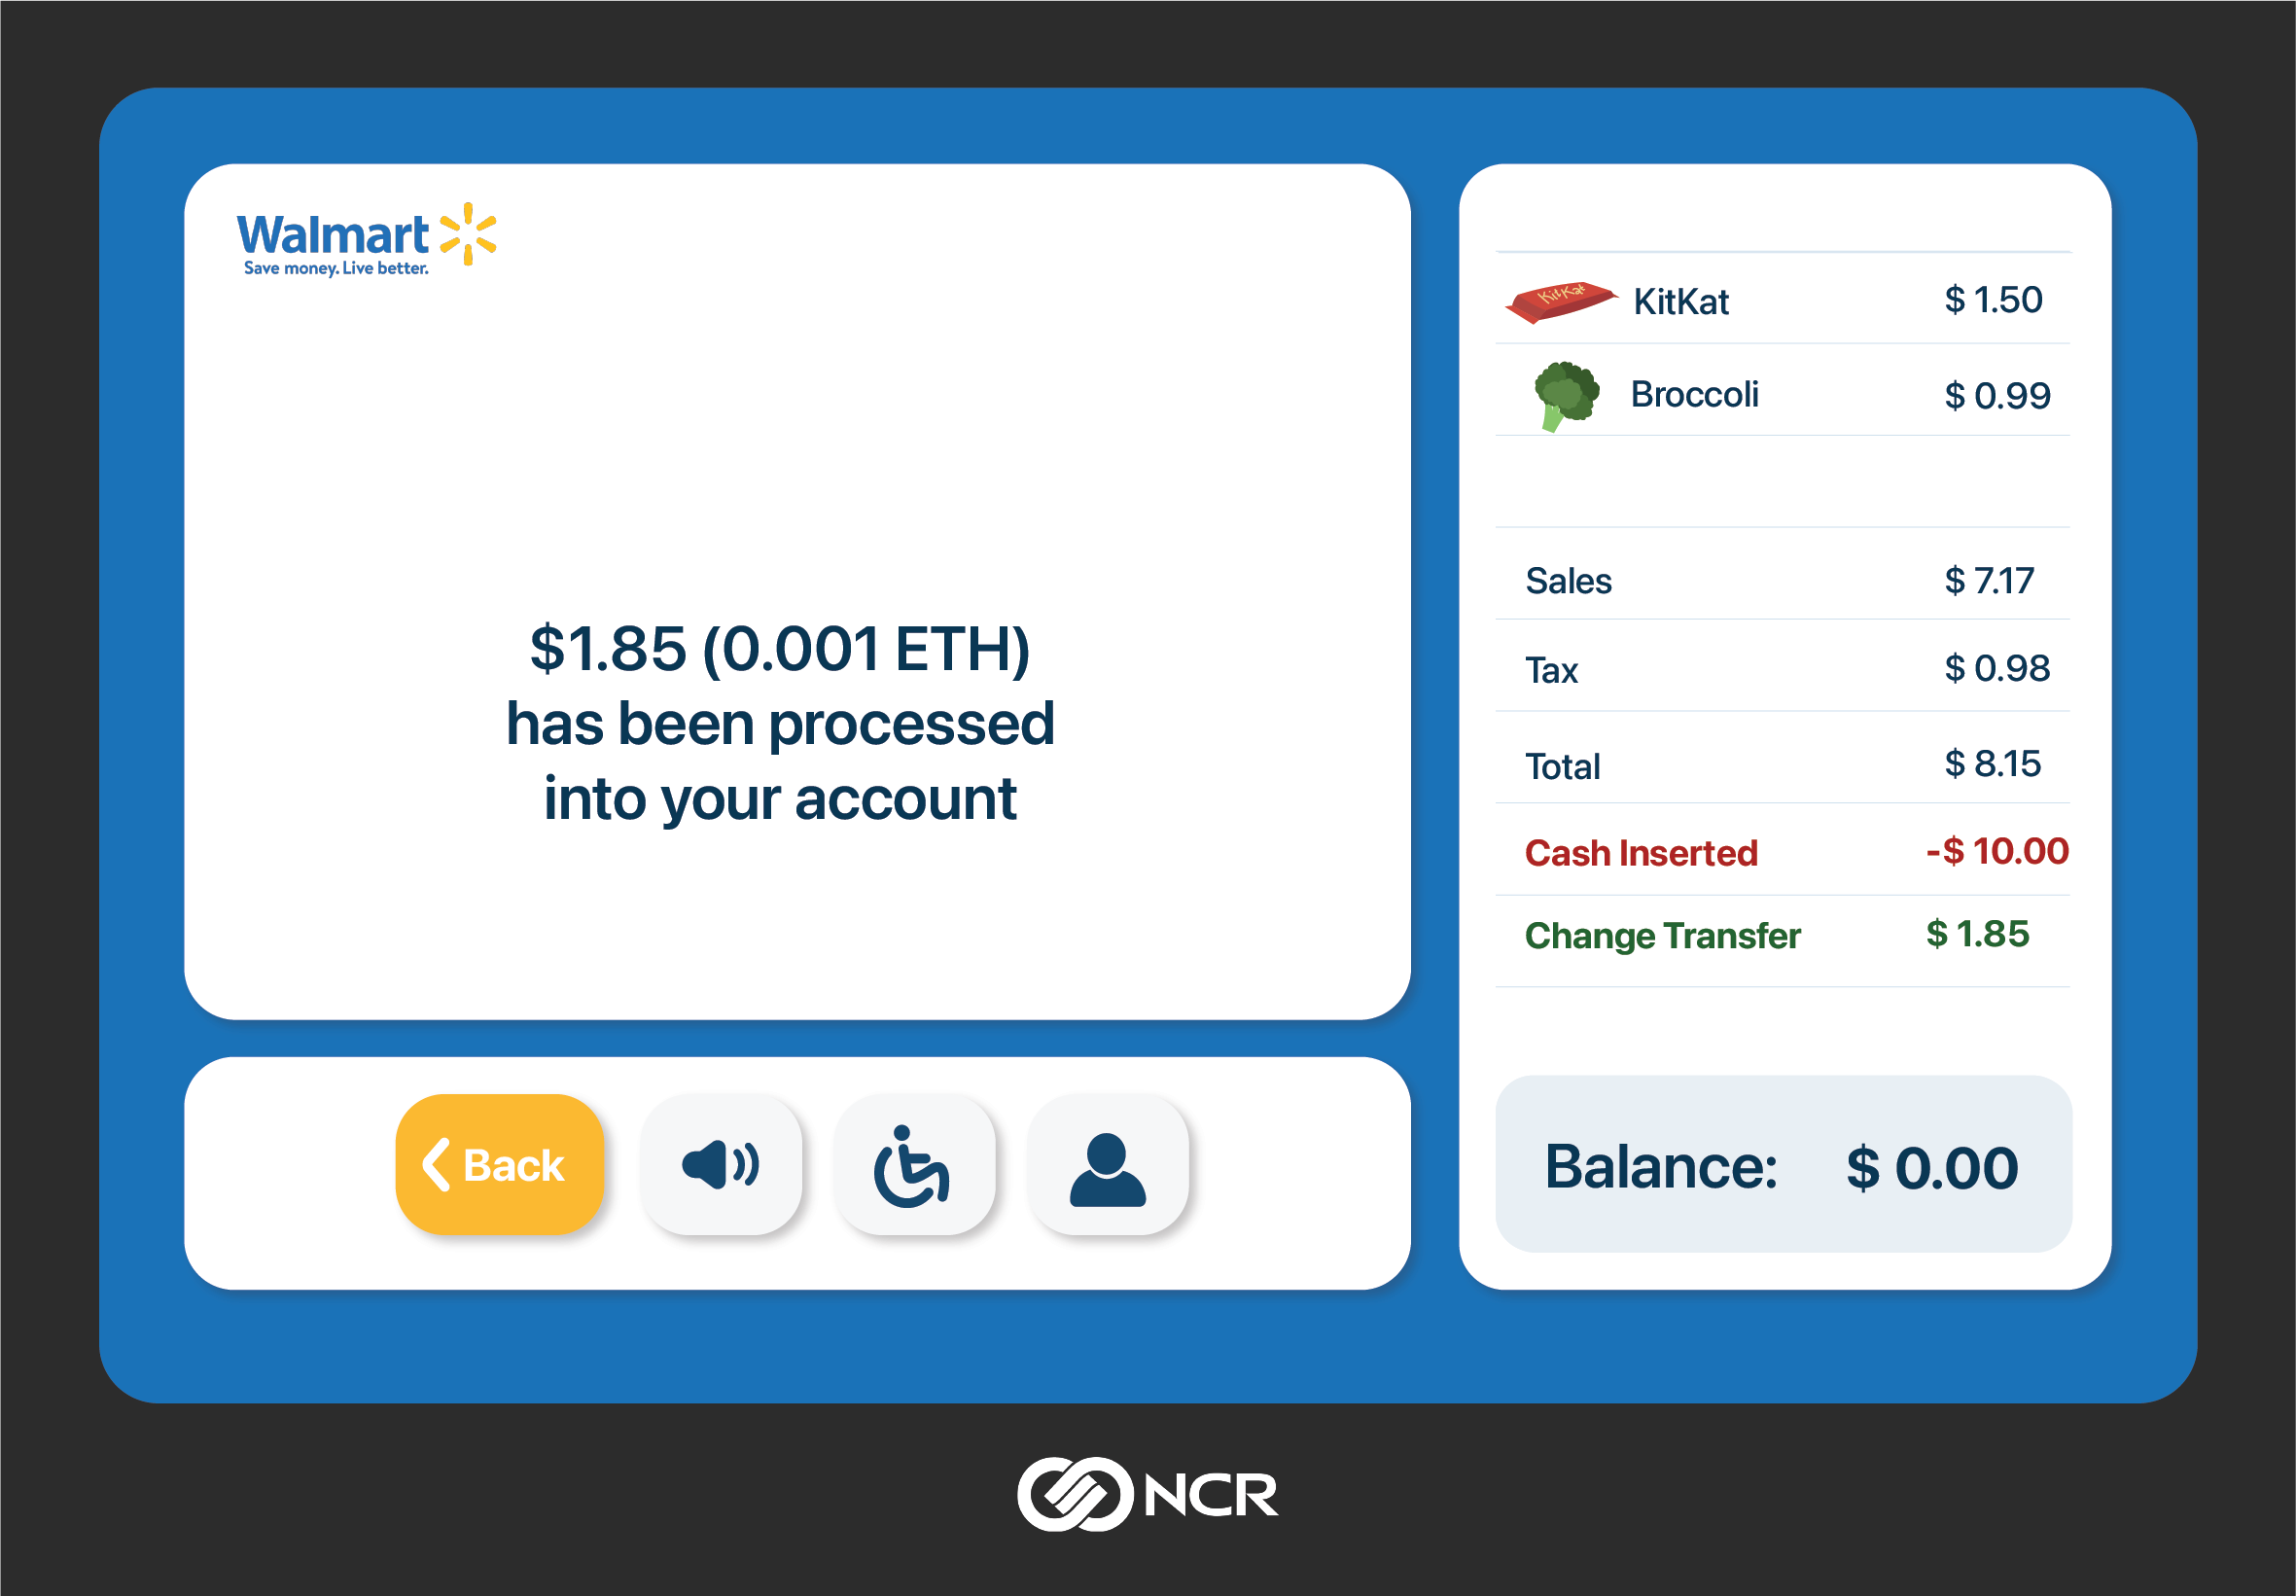 Walmart
Save money. Live better.
$1.85 (0.001 ETH)
has been processed
into your account
Back
KitKat
KitKat $ 1.50
Broccoli $ 0.99
Sales $ 7.17
Tax $ 0.98
Total $ 8.15
Cash Inserted -$ 10.00
Change Transfer $ 1.85
Balance: $ 0.00
NCR